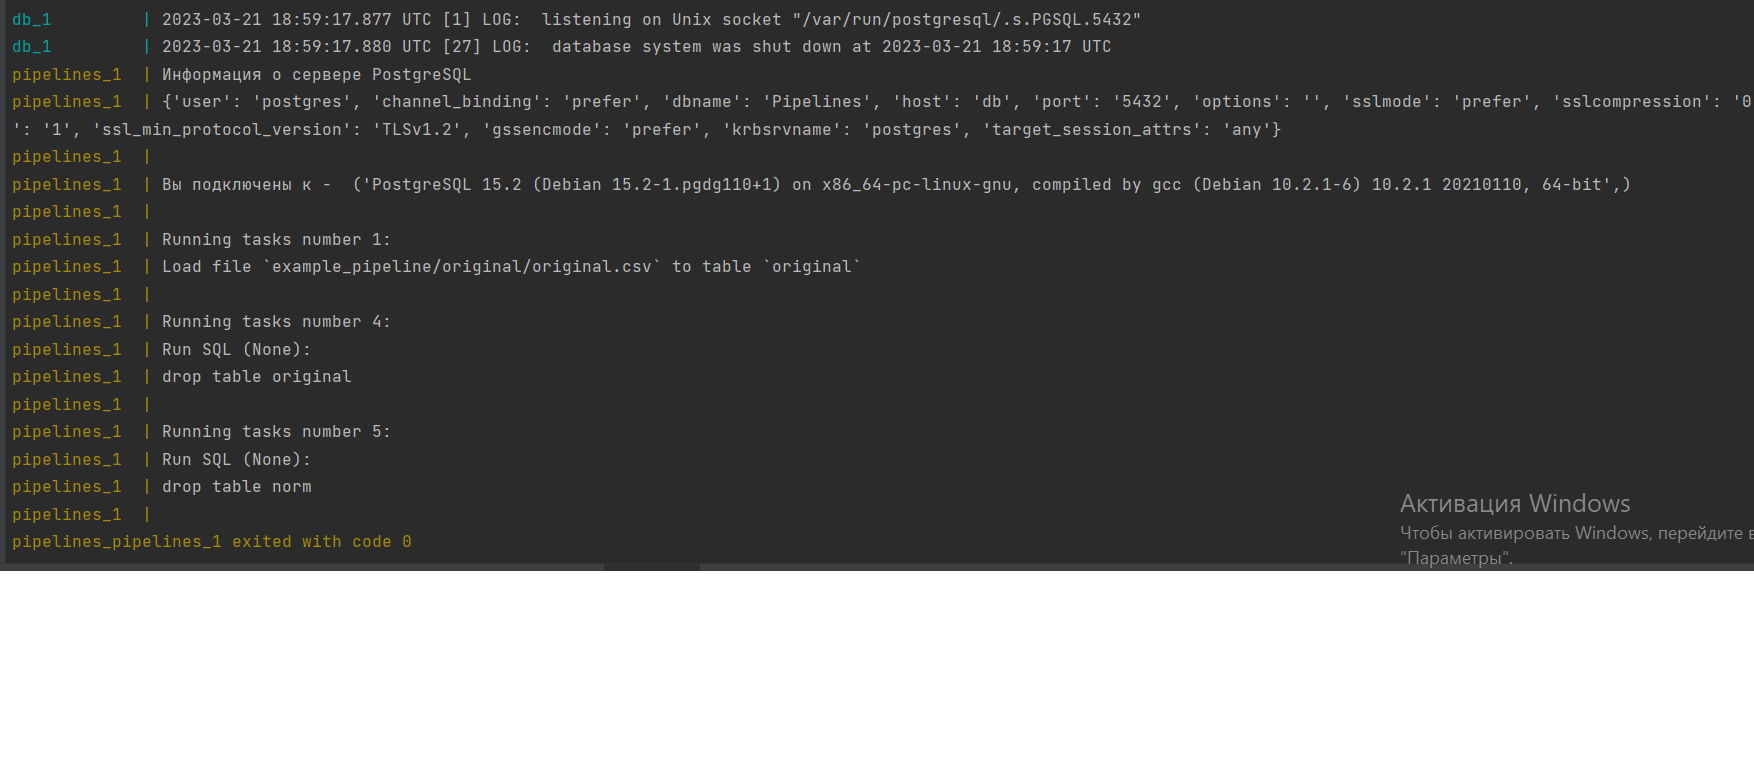 db_1         | 2023-03-21 18:59:17.877 UTC [1] LOG:  listening on Unix socket "/var/run/postgresql/.s.PGSQL.5432"
db_1         | 2023-03-21 18:59:17.880 UTC [27] LOG:  database system was shut down at 2023-03-21 18:59:17 UTC
pipelines_1  | Информация о сервере PostgreSQL
pipelines_1  | {'user': 'postgres', 'channel_binding': 'prefer', 'dbname': 'Pipelines', 'host': 'db', 'port': '5432', 'options': '', 'sslmode': 'prefer', 'sslcompression': '0
': '1', 'ssl_min_protocol_version': 'TLSv1.2', 'gssencmode': 'prefer', 'krbsrvname': 'postgres', 'target_session_attrs': 'any'}
pipelines_1  |
pipelines_1  | Вы подключены к -  ('PostgreSQL 15.2 (Debian 15.2-1.pgdg110+1) on x86_64-pc-linux-gnu, compiled by gcc (Debian 10.2.1-6) 10.2.1 20210110, 64-bit',)
pipelines_1  |
pipelines_1  | Running tasks number 1:
pipelines_1  | Load file `example_pipeline/original/original.csv` to table `original`
pipelines_1  |
pipelines_1  | Running tasks number 4:
pipelines_1  | Run SQL (None):
pipelines_1  | drop table original
pipelines_1  |
pipelines_1  | Running tasks number 5:
pipelines_1  | Run SQL (None):
pipelines_1  | drop table norm
pipelines_1  |
pipelines_pipelines_1 exited with code 0
Активация Windows
Чтобы активировать Windows, перейдите в
"Параметры".